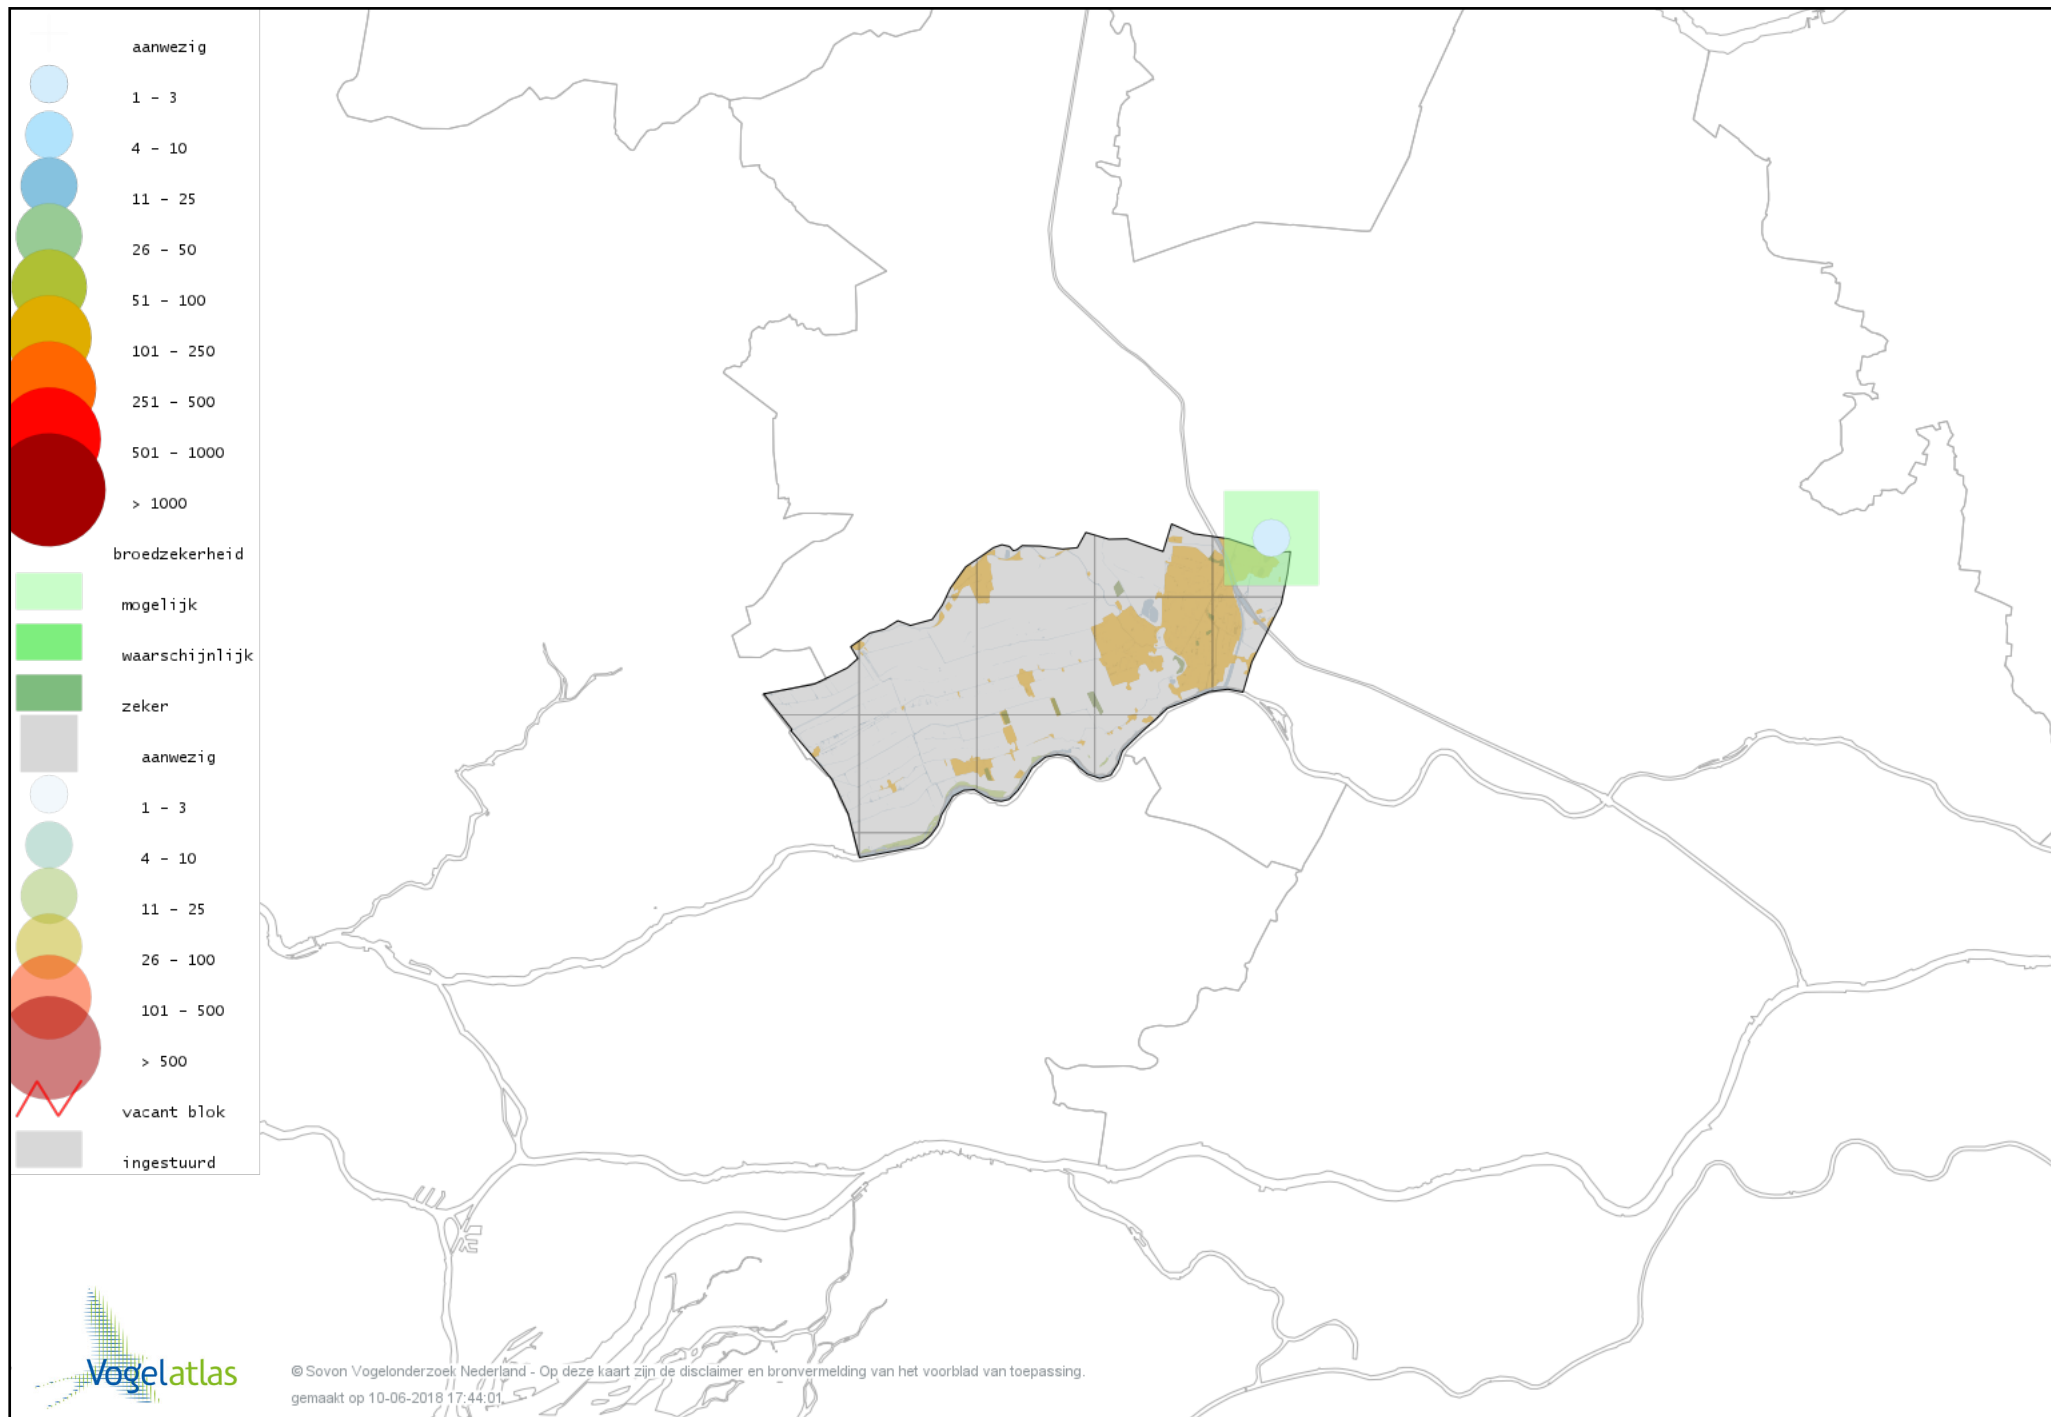 aanwezig
1 - 3
4 - 10
11 - 25
26 - 50
51 - 100
101 - 250
251 - 500
501 - 1000
> 1000
broedzekerheid
mogelijk
waarschijnlijk
zeker
aanwezig
1 - 3
4 - 10
11 - 25
26 - 100
101 - 500
> 500
vacant blok
ingestuurd
Vogelatlas
© Sovon Vogelonderzoek Nederland - Op deze kaart zijn de disclaimer en bronvermelding van het voorblad van toepassing.
gemaakt op 10-06-2018 17:44:01